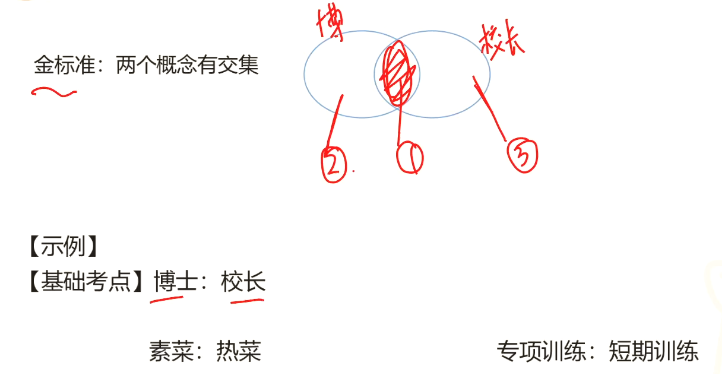 博
校长
金标准：两个概念有交集
② ① ③
【示例】
【基础考点】博士：校长
素菜：热菜 专项训练：短期训练